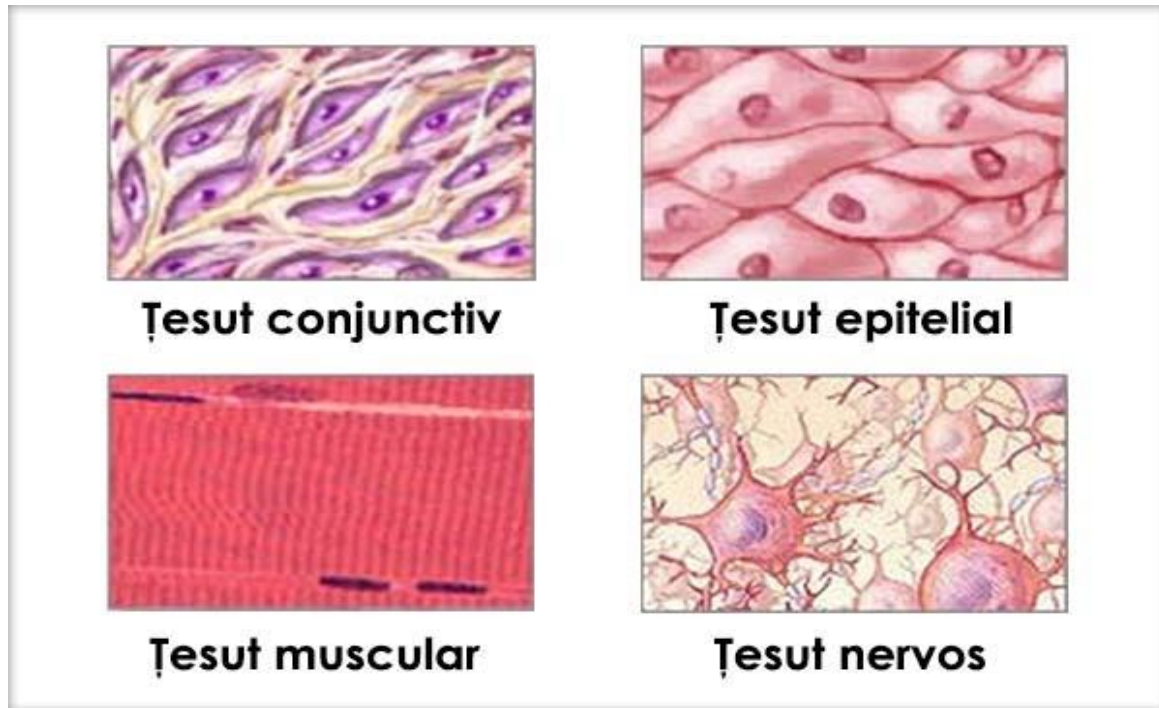 Țesut conjunctiv
Țesut epitelial
Țesut muscular
Țesut nervos